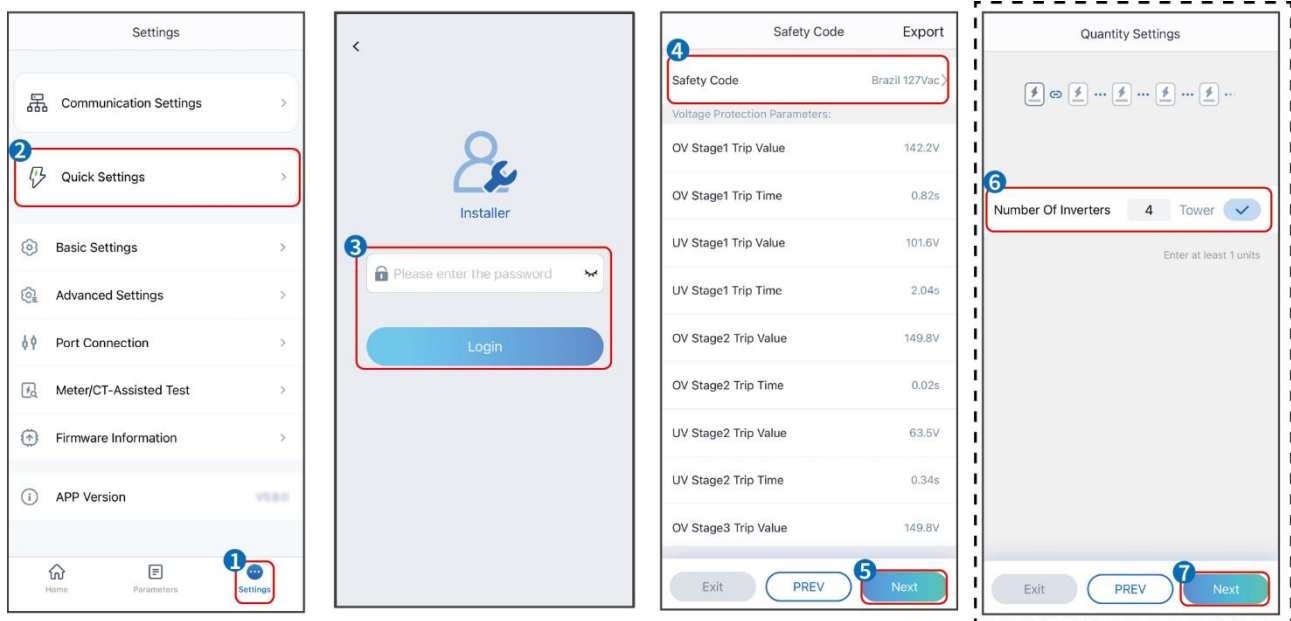 Settings
Communication Settings
2
Quick Settings
Basic Settings
Advanced Settings
Port Connection
Meter/CT-Assisted Test
Firmware Information
APP Version V5.8.0
1
Home Parameters Settings
Installer
3
Please enter the password
Login
Safety Code Export
4
Safety Code Brazil 127Vac
Voltage Protection Parameters:
OV Stage1 Trip Value 142.2V
OV Stage1 Trip Time 0.82s
UV Stage1 Trip Value 101.6V
UV Stage1 Trip Time 2.04s
OV Stage2 Trip Value 149.8V
OV Stage2 Trip Time 0.02s
UV Stage2 Trip Value 63.5V
UV Stage2 Trip Time 0.34s
OV Stage3 Trip Value 149.8V
5
Exit PREV Next
Quantity Settings
6
Number Of Inverters 4 Tower
Enter at least 1 units
7
Exit PREV Next